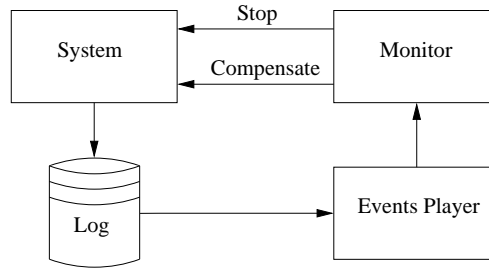 Stop
System
Monitor
Compensate
Log
Events Player